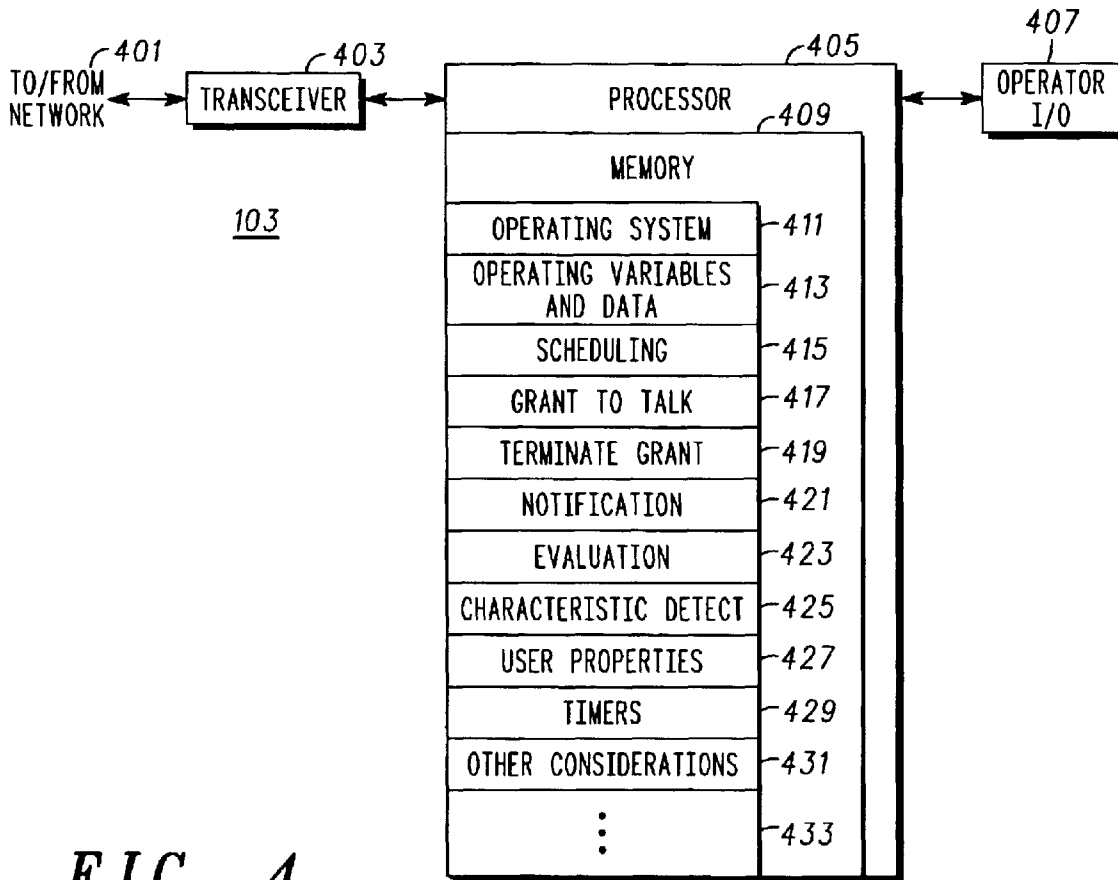 401
TO/FROM
NETWORK
403
TRANSCEIVER
405
PROCESSOR
407
OPERATOR
I/O
409
MEMORY
103
OPERATING SYSTEM 411
OPERATING VARIABLES
AND DATA 413
SCHEDULING 415
GRANT TO TALK 417
TERMINATE GRANT 419
NOTIFICATION 421
EVALUATION 423
CHARACTERISTIC DETECT 425
USER PROPERTIES 427
TIMERS 429
OTHER CONSIDERATIONS 431
433
FIG. 4